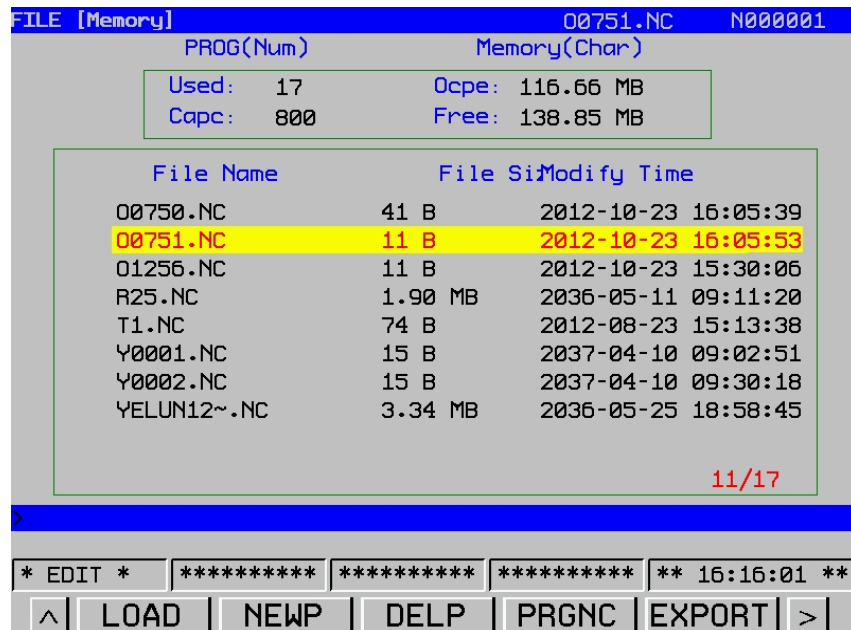 FILE [Memory] O0751.NC N000001
PROG(Num) Memory(Char)
Used: 17 Ocpe: 116.66 MB
Capc: 800 Free: 138.85 MB
File Name File SizModify Time
O0750.NC 41 B 2012-10-23 16:05:39
O0751.NC 11 B 2012-10-23 16:05:53
O1256.NC 11 B 2012-10-23 15:30:06
R25.NC 1.90 MB 2036-05-11 09:11:20
T1.NC 74 B 2012-08-23 15:13:38
Y0001.NC 15 B 2037-04-10 09:02:51
Y0002.NC 15 B 2037-04-10 09:30:18
YELUN12~.NC 3.34 MB 2036-05-25 18:58:45
11/17
>
* EDIT * ********** ********** ********** ** 16:16:01 **
^ LOAD NEWP DELP PRGNC EXPORT >